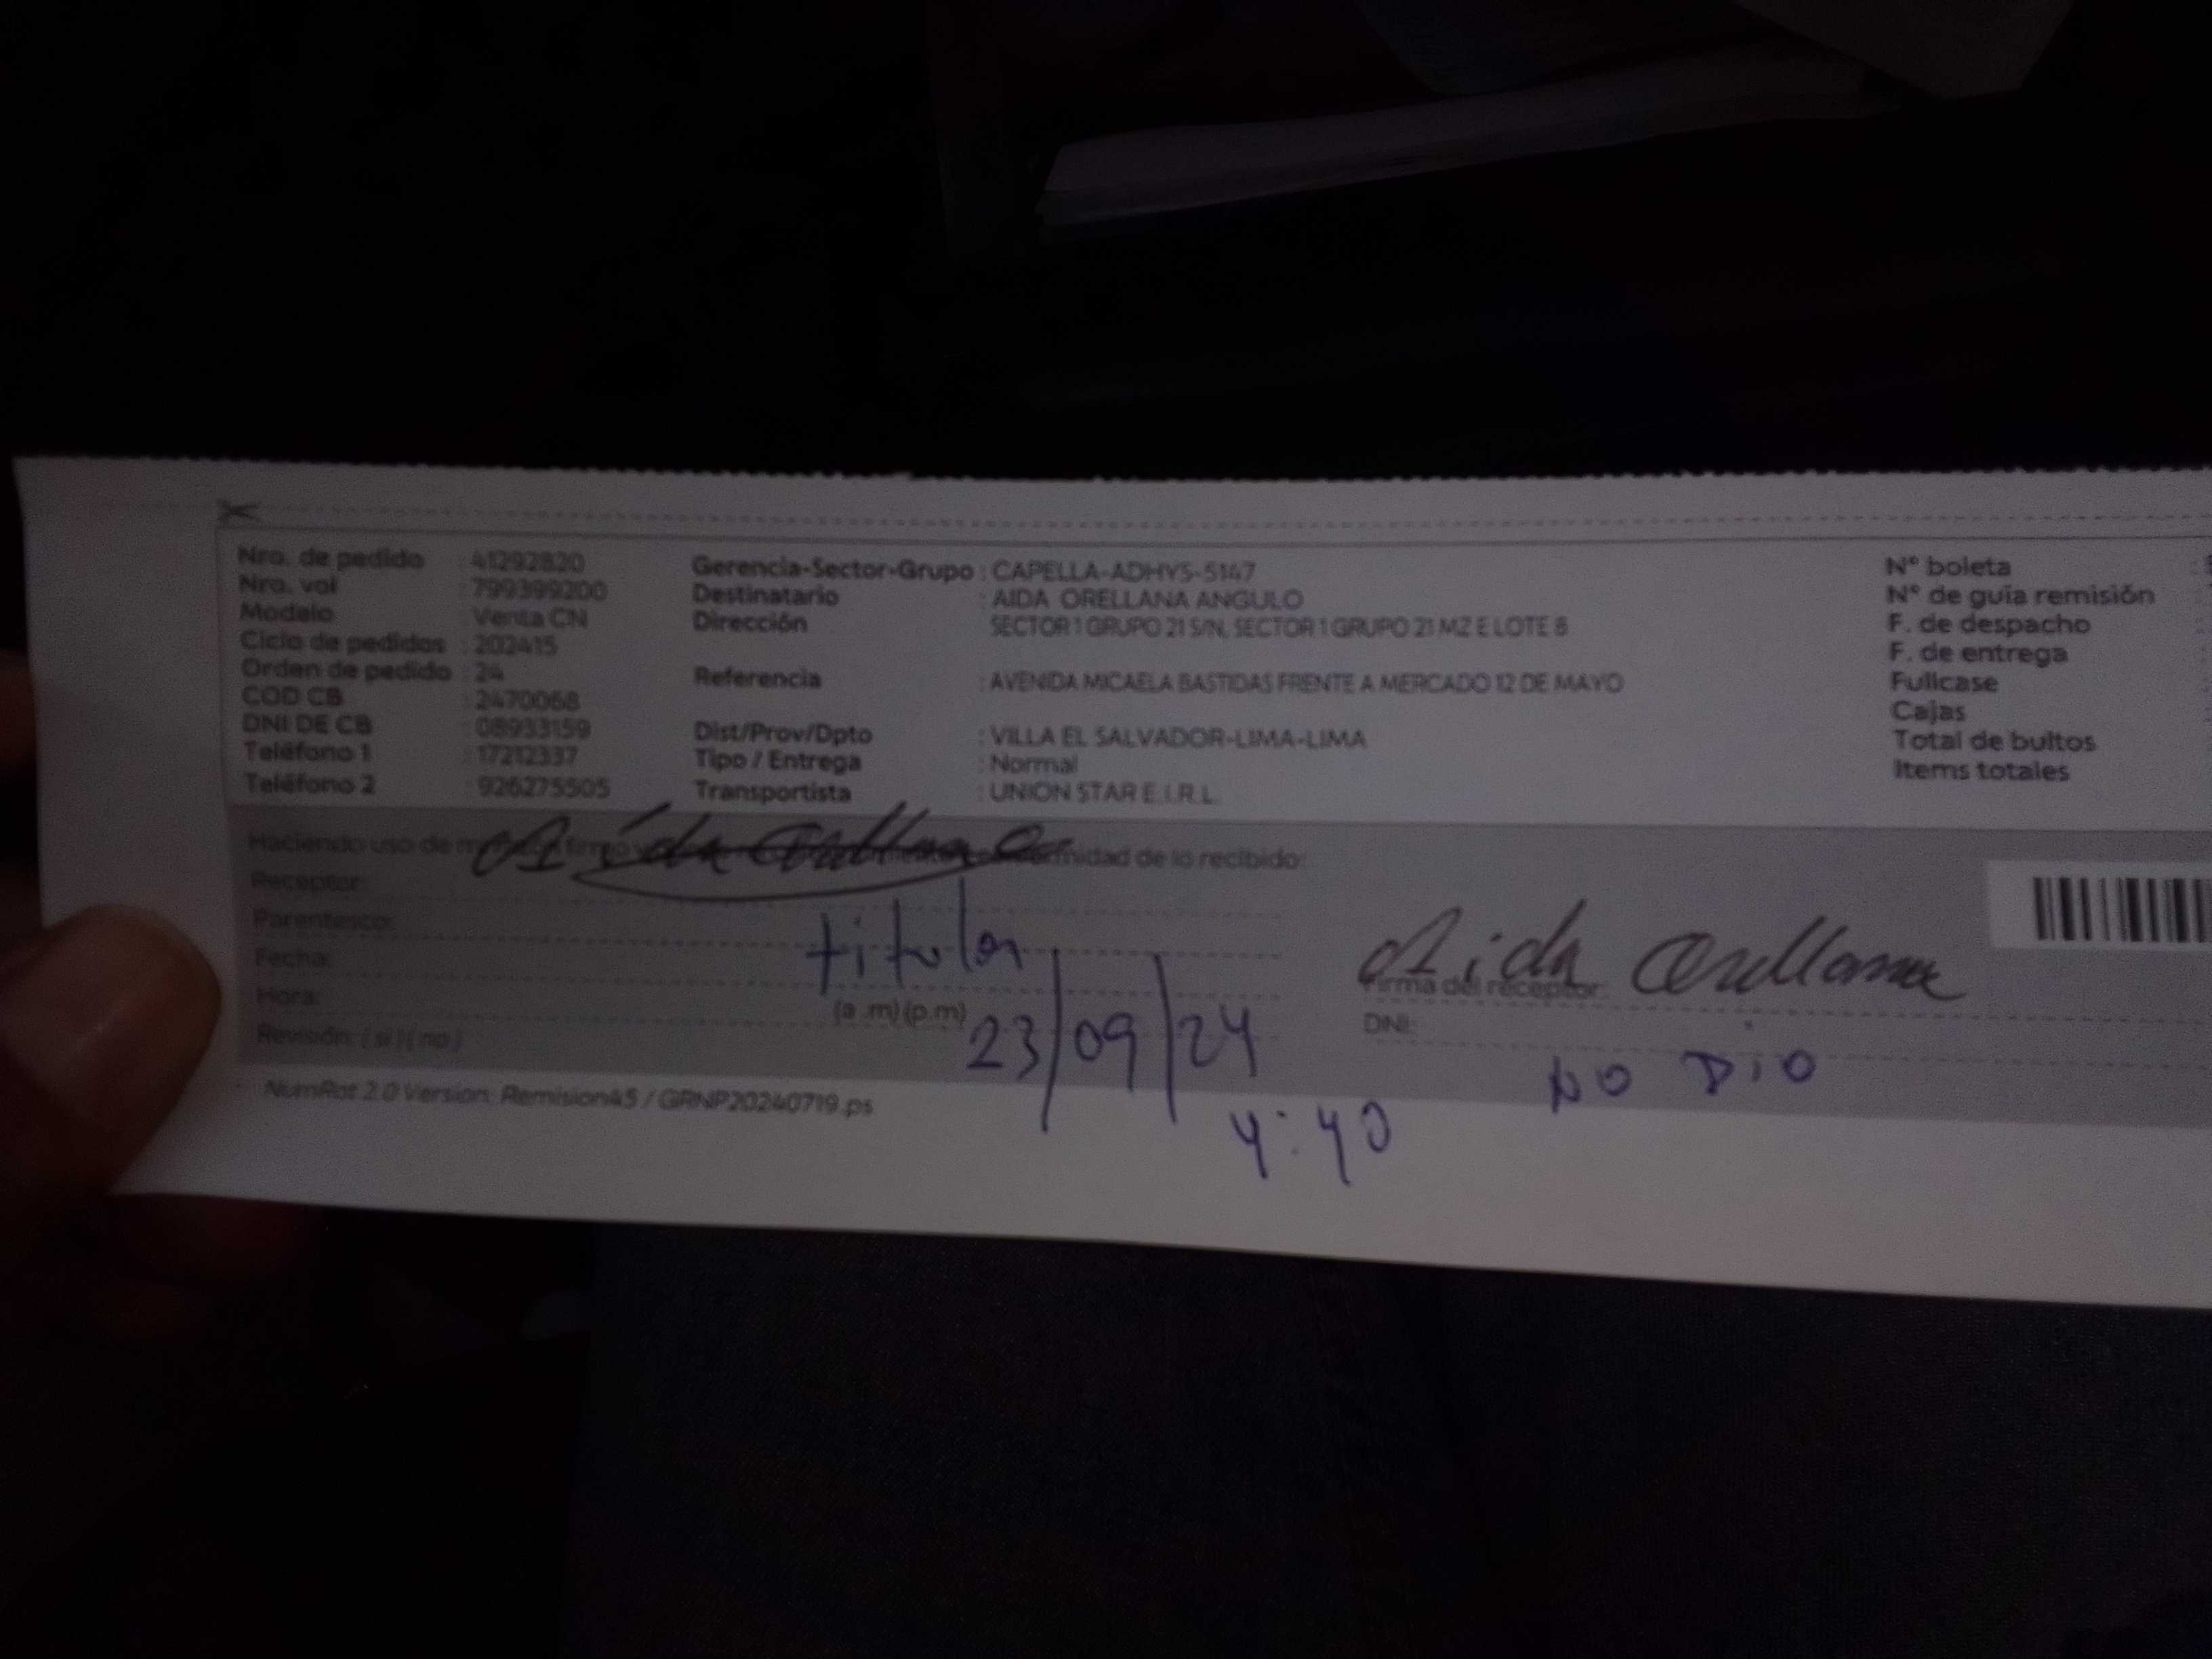 Nro. de pedido : 41292820 Gerencia-Sector-Grupo : CAPELLA-ADHYS-5147 N° boleta :
Nro. vol : 799399200 Destinatario : AIDA ORELLANA ANGULO N° de guía remisión :
Modelo : Venta CN Dirección SECTOR 1 GRUPO 21 S/N, SECTOR 1 GRUPO 21 MZ E LOTE 8 F. de despacho :
Ciclo de pedidos : 202415 F. de entrega :
Orden de pedido : 24 Referencia : AVENIDA MICAELA BASTIDAS FRENTE A MERCADO 12 DE MAYO Fullcase
COD CB : 2470068 Cajas
DNI DE CB : 08933159 Dist/Prov/Dpto : VILLA EL SALVADOR-LIMA-LIMA Total de bultos
Teléfono 1 : 17212337 Tipo / Entrega : Normal Items totales
Teléfono 2 : 926275505 Transportista : UNION STAR E.I.R.L.
Haciendo uso de de lo recibido:
Aida Orellana
Receptor:
Parentesco: titular
Fecha: 23/09/24
Hora: (a .m) (p.m) 4:40
Revisión: ( si ) ( no )
Aida Orellana
Firma del receptor:
DNI: NO DIO
NumRot 2.0 Version: Remision45 / GRNP20240719.ps